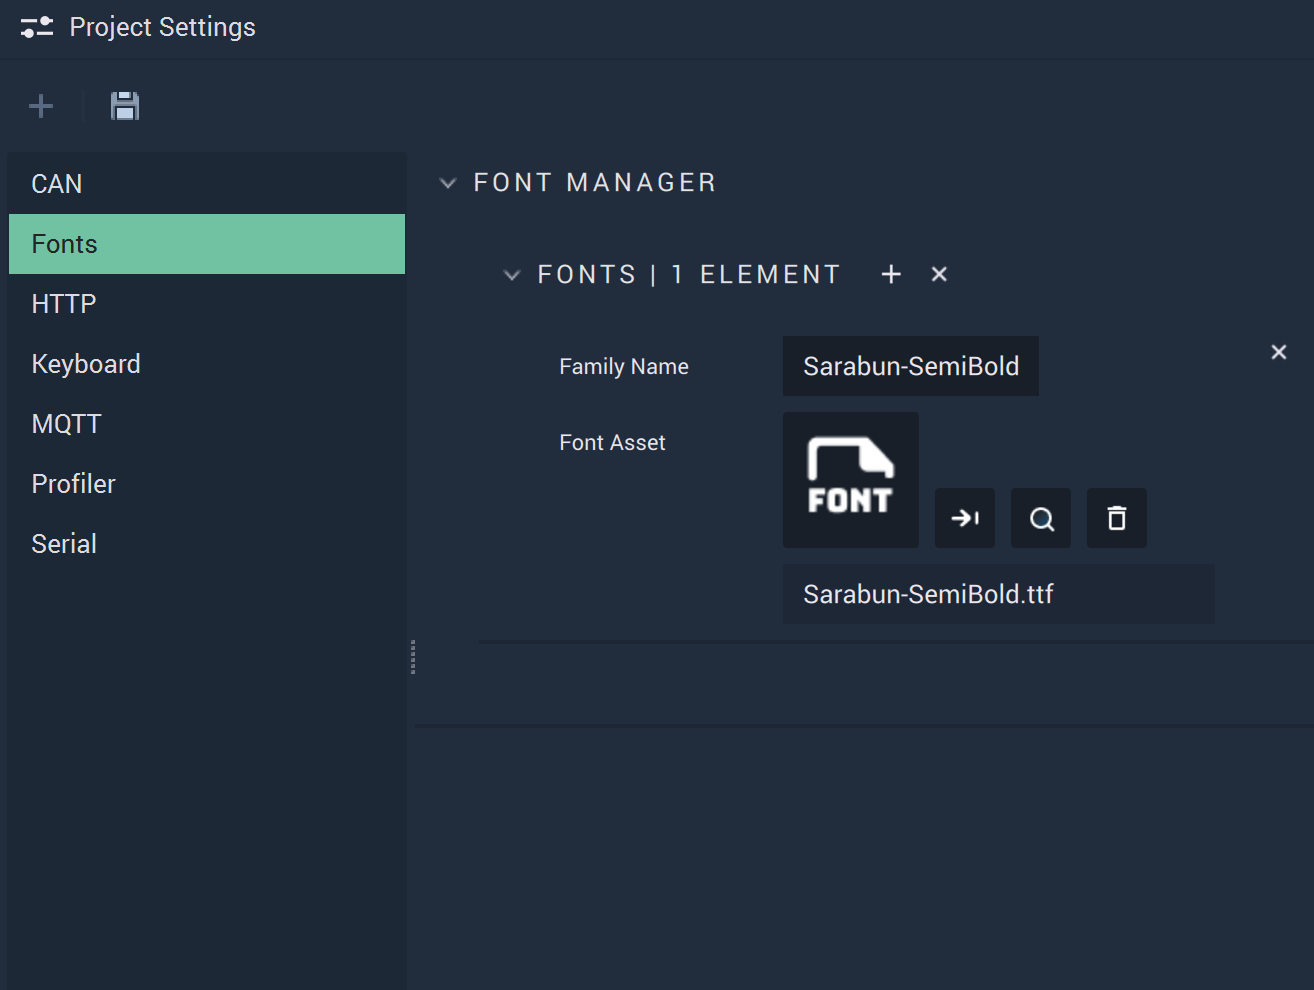 Project Settings
CAN
Fonts
HTTP
Keyboard
MQTT
Profiler
Serial
FONT MANAGER
FONTS | 1 ELEMENT
Family Name
Sarabun-SemiBold
Font Asset
FONT
Sarabun-SemiBold.ttf